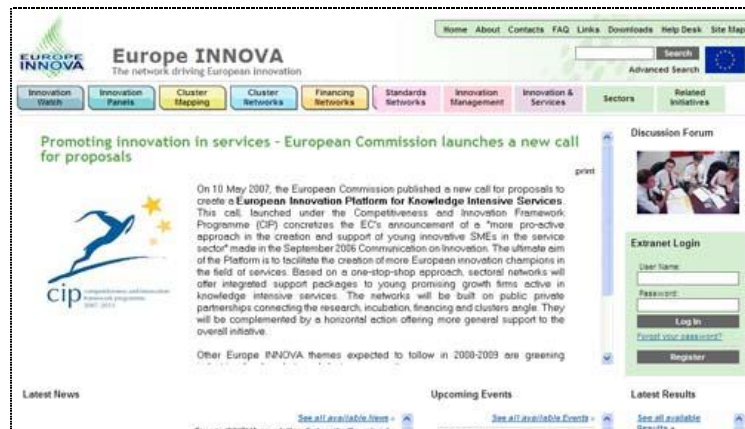 Home About Contacts FAQ Links Downloads Help Desk Site Map
EUROPE
INNOVA
Europe INNOVA
The network driving European innovation
Search
Advanced Search
Innovation Watch
Innovation Panels
Cluster Mapping
Cluster Networks
Financing Networks
Standards Networks
Innovation Management
Innovation & Services
Sectors
Related Initiatives
Promoting innovation in services - European Commission launches a new call
for proposals
print
On 10 May 2007, the European Commission published a new call for proposals to
create a European Innovation Platform for Knowledge Intensive Services.
This call, launched under the Competitiveness and Innovation Framework
Programme (CIP) concretizes the EC's announcement of a "more pro-active
approach in the creation and support of young innovative SMEs in the service
sector" made in the September 2006 Communication on Innovation. The ultimate aim
of the Platform is to facilitate the creation of more European innovation champions in
the field of services. Based on a one-stop-shop approach, sectoral networks will
offer integrated support packages to young promising growth firms active in
knowledge intensive services. The networks will be built on public private
partnerships connecting the research, incubation, financing and clusters angle. They
will be complemented by a horizontal action offering more general support to the
overall initiative.
Other Europe INNOVA themes expected to follow in 2008-2009 are greening
cip
competitiveness and innovation
framework programme
2007-2013
Discussion Forum
Extranet Login
User Name:
Password:
Log In
Forgot your password?
Register
Latest News
See all available News »
Upcoming Events
See all available Events »
Latest Results
See all available
Results »